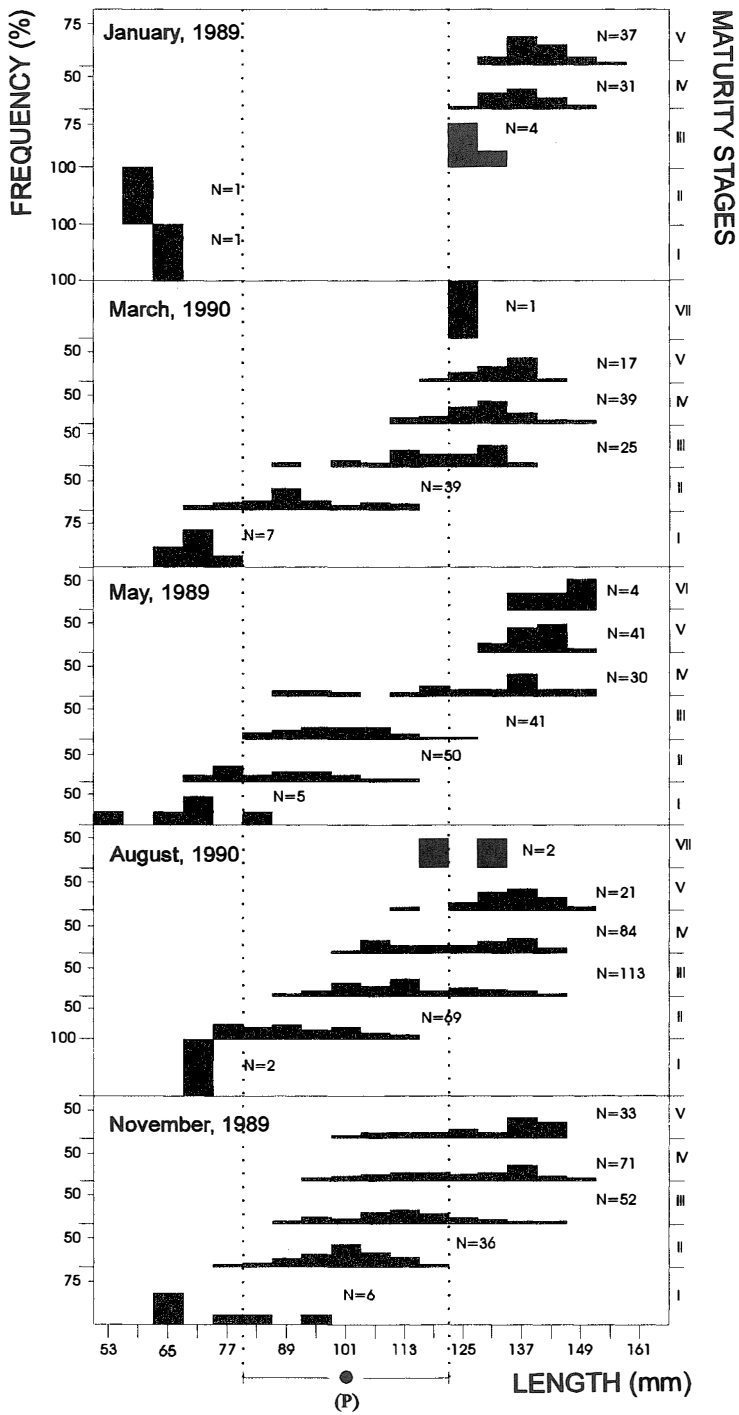 FREQUENCY (%)
MATURITY STAGES
January, 1989
75
N=37
V
50
N=31
IV
75
N=4
III
100
N=1
II
100
N=1
I
100
March, 1990
N=1
VII
50
N=17
V
50
N=39
IV
50
N=25
III
50
N=39
II
75
N=7
I
May, 1989
50
N=4
VI
50
N=41
V
50
N=30
IV
50
N=41
III
50
N=50
II
50
N=5
I
August, 1990
50
N=2
VII
50
N=21
V
50
N=84
IV
50
N=113
III
50
N=69
II
100
N=2
I
November, 1989
50
N=33
V
50
N=71
IV
50
N=52
III
50
N=36
II
75
N=6
I
53 65 77 89 101 113 125 137 149 161
LENGTH (mm)
(P)